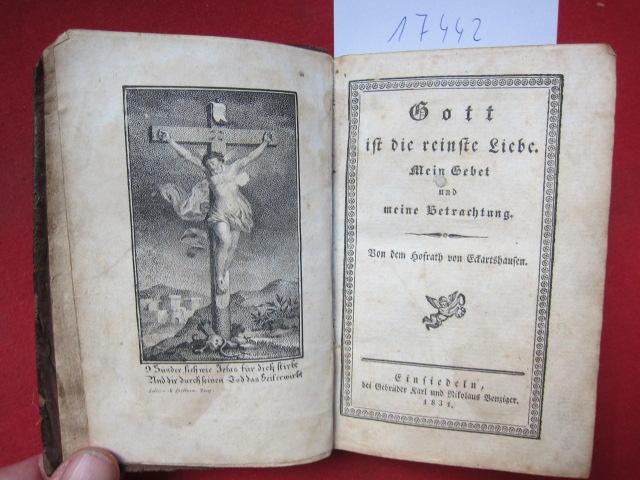 17442
O Sünder sieh wie Jesus für dich stirbt
Und dir durch seinen Tod das Heil erwirbt
Gott
ist die reinste Liebe.
Mein Gebet
und
meine Betrachtung.
Von dem Hofrath von Eckartshausen.
Einsiedeln,
bei Gebrüder Karl und Nikolaus Benziger.
1831.